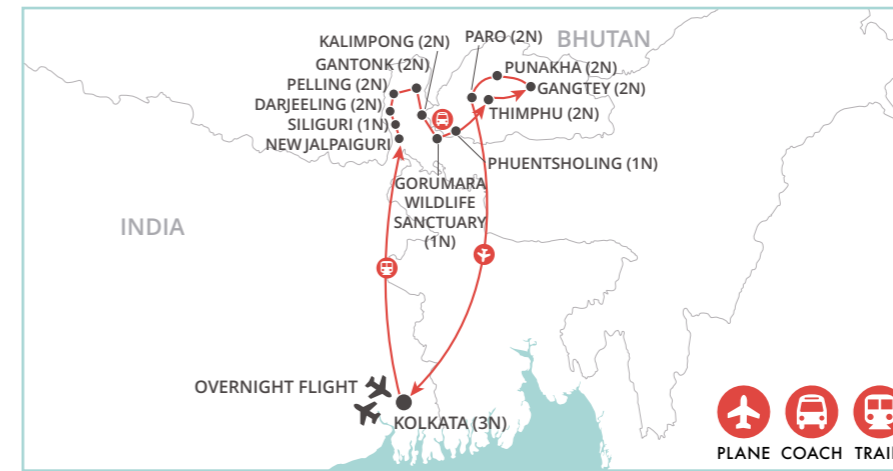 KALIMPONG (2N)
PARO (2N)
BHUTAN
GANTONK (2N)
PUNAKHA (2N)
PELLING (2N)
GANGTEY (2N)
DARJEELING (2N)
THIMPHU (2N)
SILIGURI (1N)
NEW JALPAIGURI
PHUENTSHOLING (1N)
GORUMARA
WILDLIFE
SANCTUARY
(1N)
INDIA
OVERNIGHT FLIGHT
KOLKATA (3N)
PLANE COACH TRAI